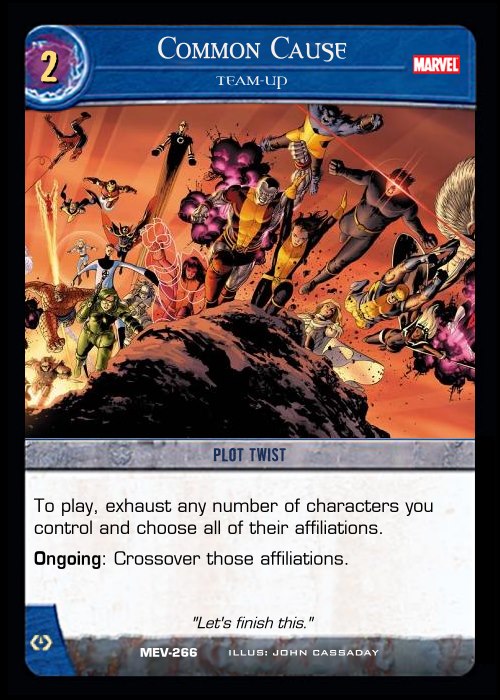 2
Common Cause
MARVEL
TEAM-UP
PLOT TWIST
To play, exhaust any number of characters you
control and choose all of their affiliations.
Ongoing: Crossover those affiliations.
"Let's finish this."
MEV-266 ILLUS: JOHN CASSADAY